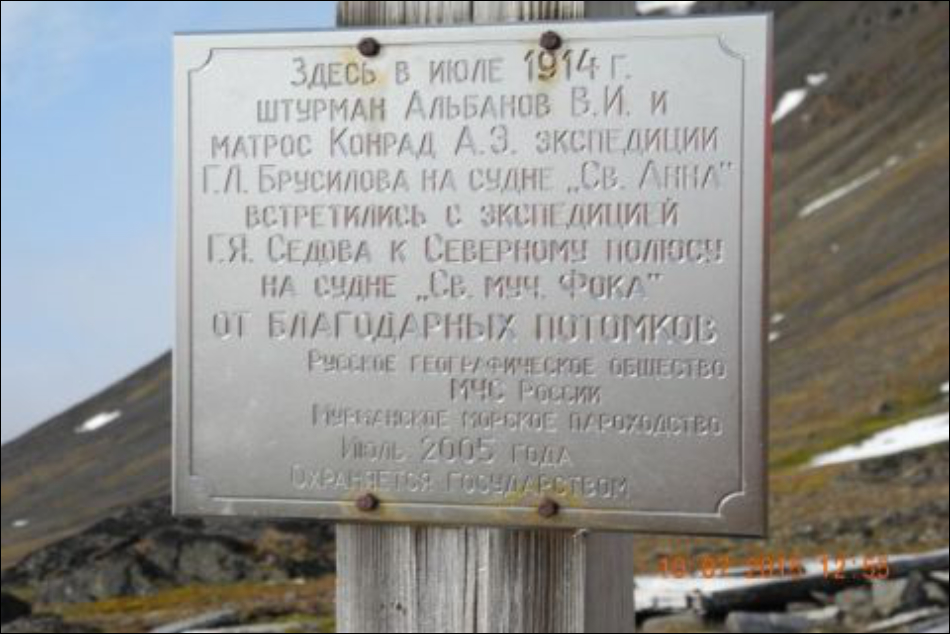 Здесь в июле 1914 г.
штурман Альбанов В.И. и
матрос Конрад А.Э. экспедиции
Г.Л. Брусилова на судне „Св. Анна"
встретились с экспедицией
Г.Я. Седова к Северному полюсу
на судне „Св. муч. Фока"
от благодарных потомков
Русское географическое общество
МЧС России
Мурманское морское пароходство
Июль 2005 года
Охраняется государством
12:55